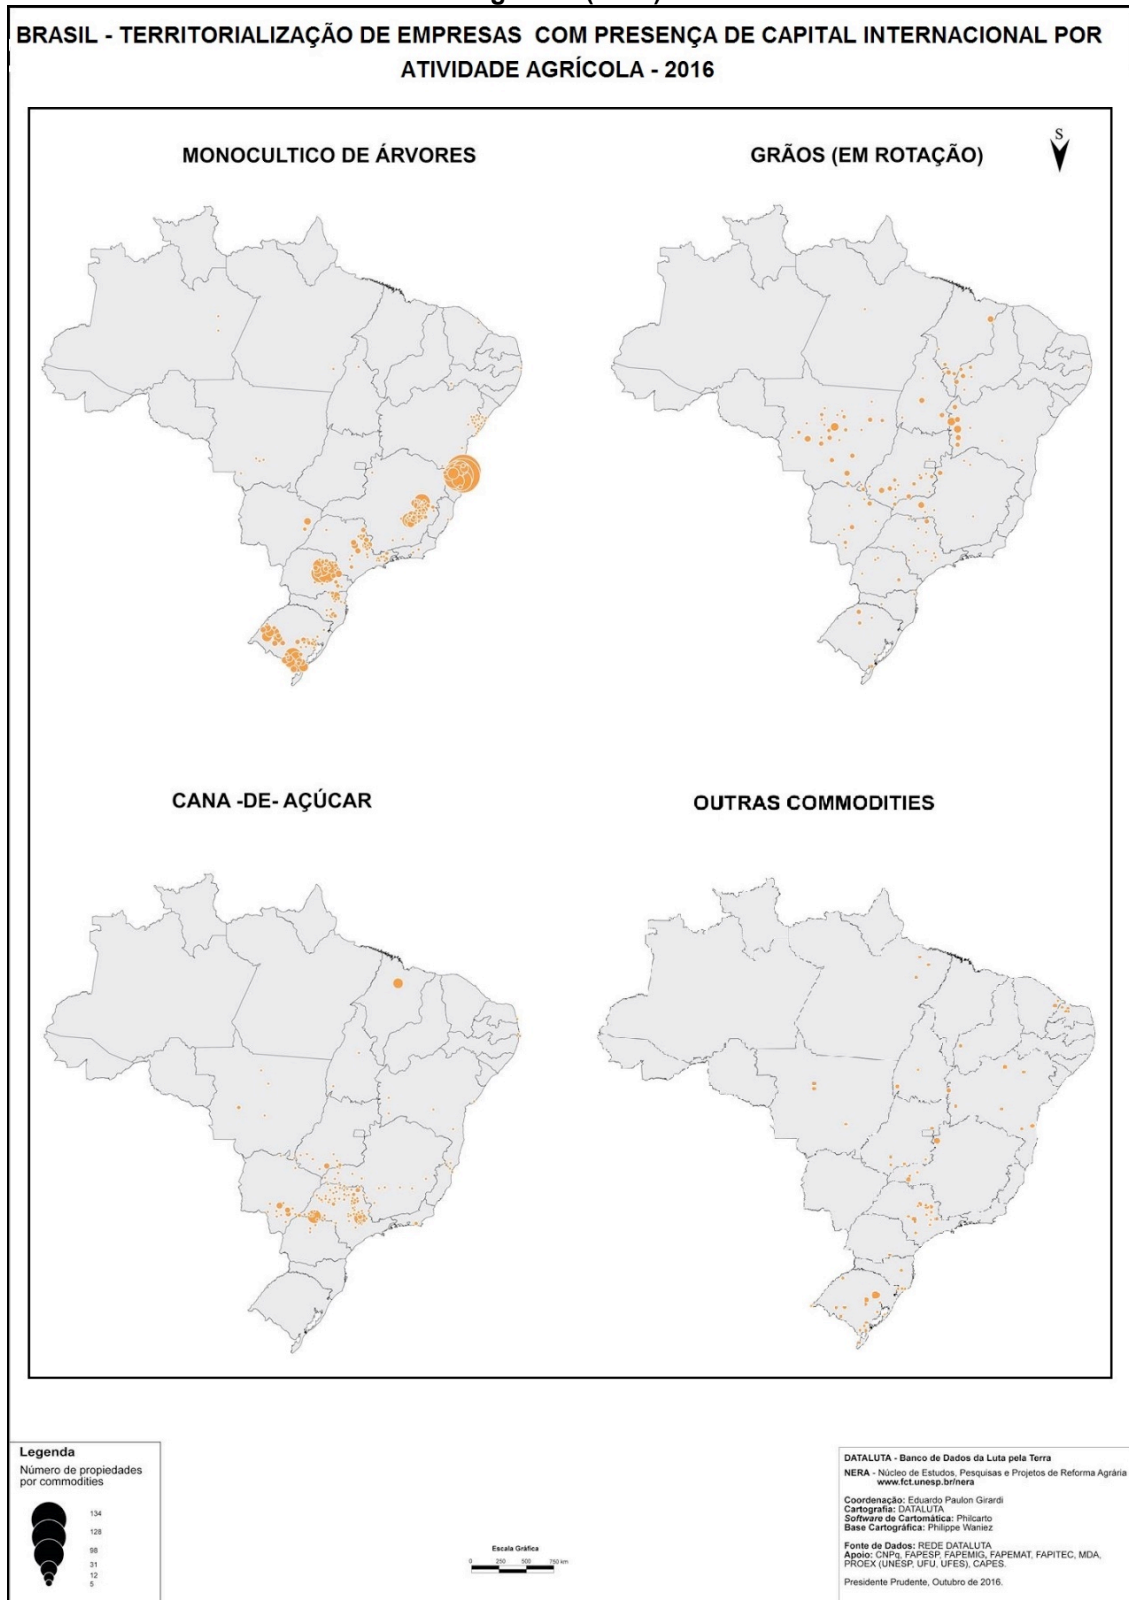 BRASIL - TERRITORIALIZAÇÃO DE EMPRESAS COM PRESENÇA DE CAPITAL INTERNACIONAL POR
ATIVIDADE AGRÍCOLA - 2016
MONOCULTICO DE ÁRVORES
GRÃOS (EM ROTAÇÃO)
S
CANA -DE- AÇÚCAR
OUTRAS COMMODITIES
Legenda
Número de propiedades
por commodities
134
128
98
31
12
5
Escala Gráfica
0 250 500 750 km
DATALUTA - Banco de Dados da Luta pela Terra
NERA - Núcleo de Estudos, Pesquisas e Projetos de Reforma Agrária
www.fct.unesp.br/nera
Coordenação: Eduardo Paulon Girardi
Cartografia: DATALUTA
Software de Cartomática: Philcarto
Base Cartográfica: Philippe Waniez
Fonte de Dados: REDE DATALUTA
Apoio: CNPq, FAPESP, FAPEMIG, FAPEMAT, FAPITEC, MDA,
PROEX (UNESP, UFU, UFES), CAPES.
Presidente Prudente, Outubro de 2016.